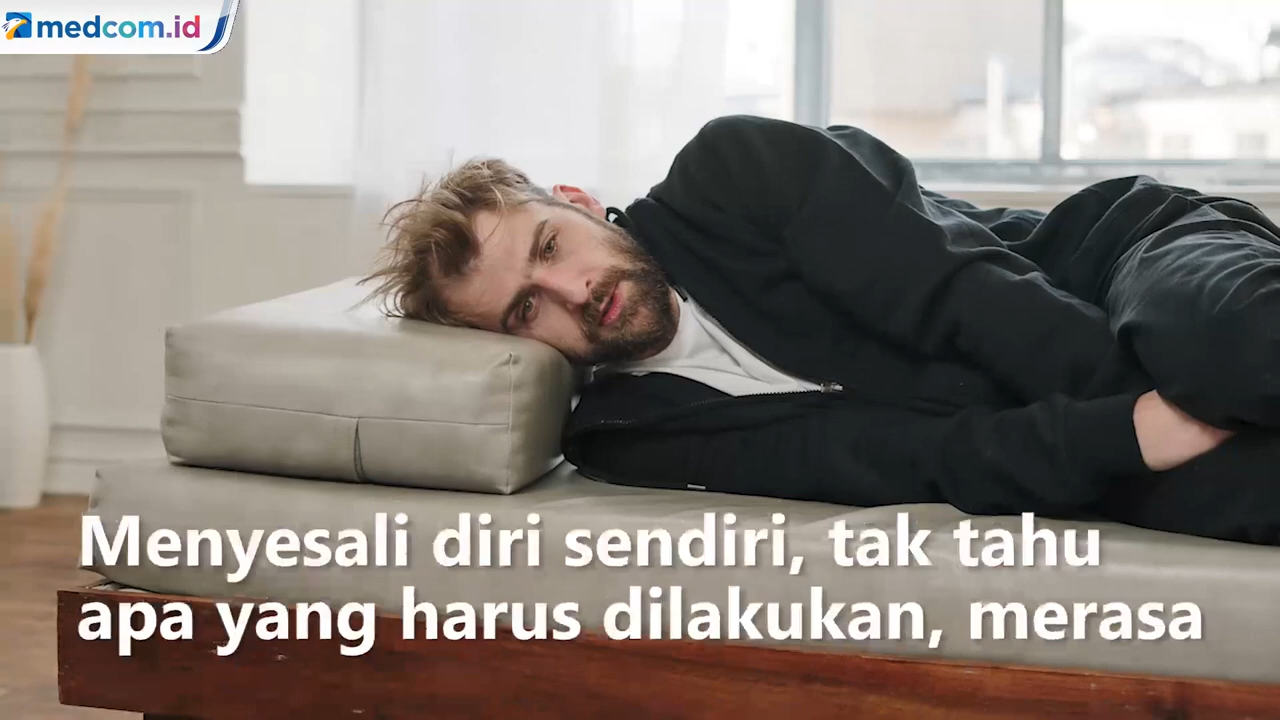 medcom.id
Menyesali diri sendiri, tak tahu
apa yang harus dilakukan, merasa